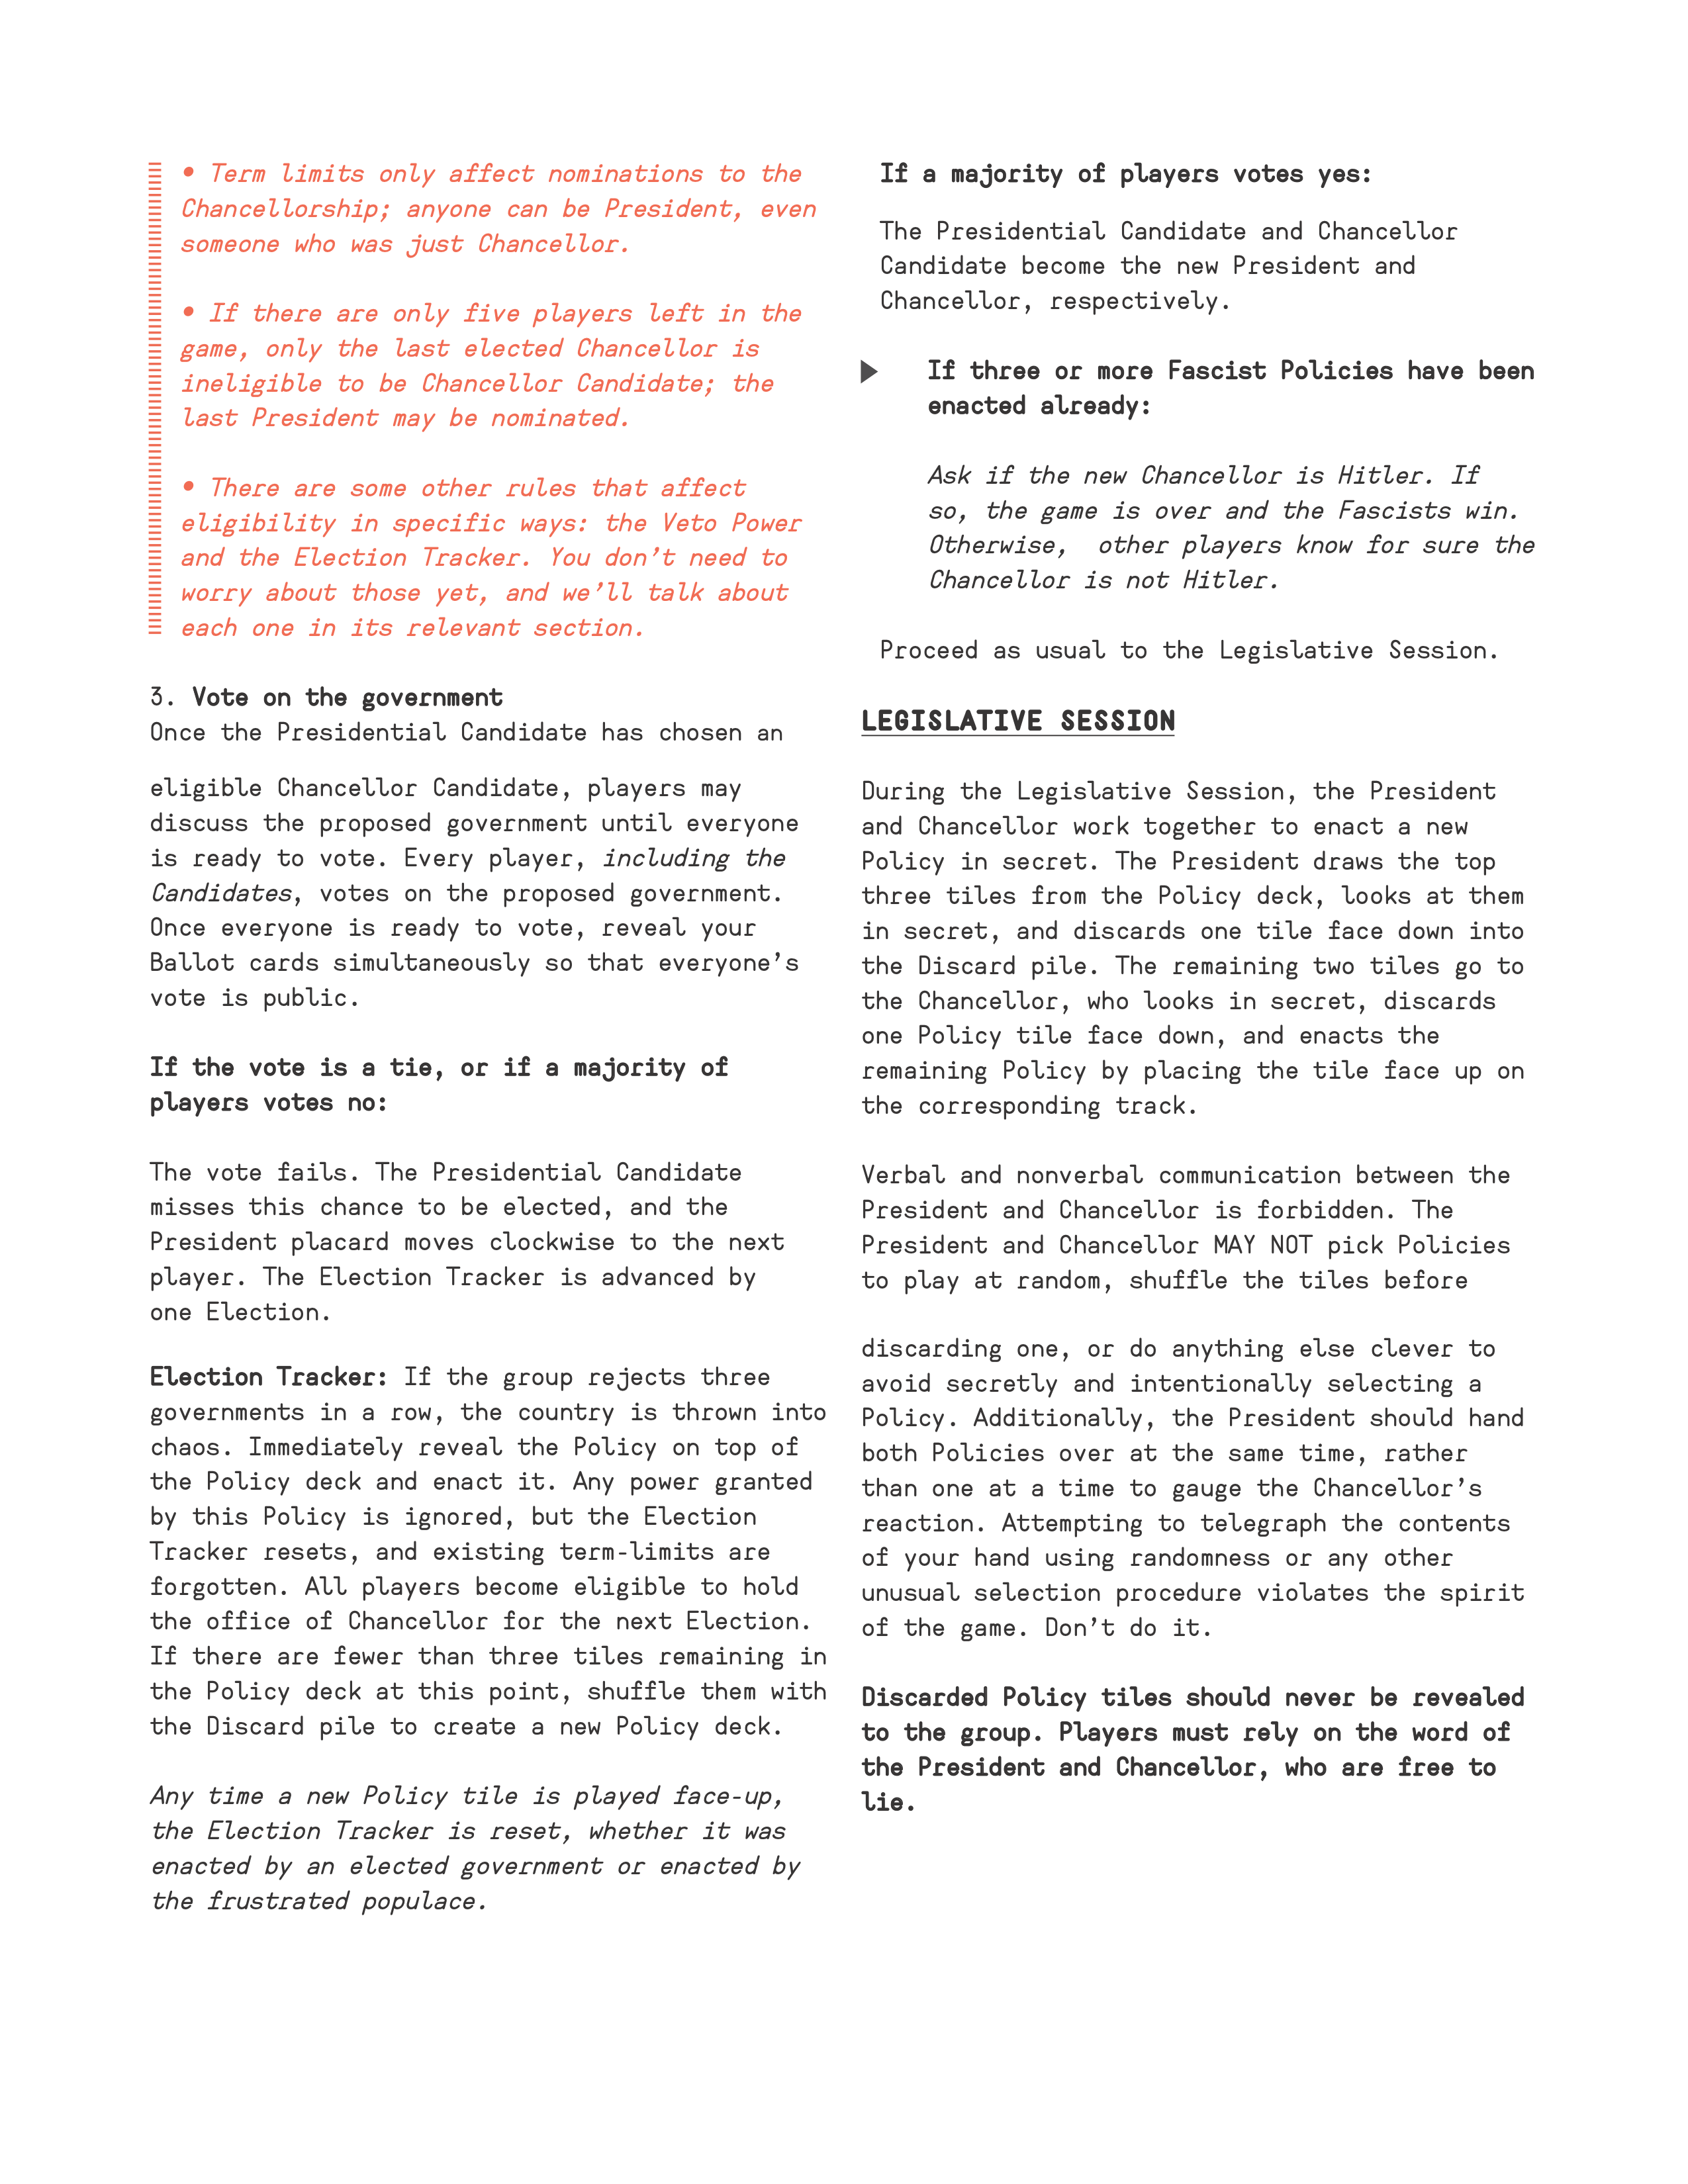 • Term limits only affect nominations to the
Chancellorship; anyone can be President, even
someone who was just Chancellor.
• If there are only five players left in the
game, only the last elected Chancellor is
ineligible to be Chancellor Candidate; the
last President may be nominated.
• There are some other rules that affect
eligibility in specific ways: the Veto Power
and the Election Tracker. You don’t need to
worry about those yet, and we’ll talk about
each one in its relevant section.
3. Vote on the government
Once the Presidential Candidate has chosen an
eligible Chancellor Candidate, players may
discuss the proposed government until everyone
is ready to vote. Every player, including the
Candidates, votes on the proposed government.
Once everyone is ready to vote, reveal your
Ballot cards simultaneously so that everyone’s
vote is public.
If the vote is a tie, or if a majority of
players votes no:
The vote fails. The Presidential Candidate
misses this chance to be elected, and the
President placard moves clockwise to the next
player. The Election Tracker is advanced by
one Election.
Election Tracker: If the group rejects three
governments in a row, the country is thrown into
chaos. Immediately reveal the Policy on top of
the Policy deck and enact it. Any power granted
by this Policy is ignored, but the Election
Tracker resets, and existing term-limits are
forgotten. All players become eligible to hold
the office of Chancellor for the next Election.
If there are fewer than three tiles remaining in
the Policy deck at this point, shuffle them with
the Discard pile to create a new Policy deck.
Any time a new Policy tile is played face-up,
the Election Tracker is reset, whether it was
enacted by an elected government or enacted by
the frustrated populace.
If a majority of players votes yes:
The Presidential Candidate and Chancellor
Candidate become the new President and
Chancellor, respectively.
If three or more Fascist Policies have been
enacted already:
Ask if the new Chancellor is Hitler. If
so, the game is over and the Fascists win.
Otherwise,  other players know for sure the
Chancellor is not Hitler.
Proceed as usual to the Legislative Session.
LEGISLATIVE SESSION
During the Legislative Session, the President
and Chancellor work together to enact a new
Policy in secret. The President draws the top
three tiles from the Policy deck, looks at them
in secret, and discards one tile face down into
the Discard pile. The remaining two tiles go to
the Chancellor, who looks in secret, discards
one Policy tile face down, and enacts the
remaining Policy by placing the tile face up on
the corresponding track.
Verbal and nonverbal communication between the
President and Chancellor is forbidden. The
President and Chancellor MAY NOT pick Policies
to play at random, shuffle the tiles before
discarding one, or do anything else clever to
avoid secretly and intentionally selecting a
Policy. Additionally, the President should hand
both Policies over at the same time, rather
than one at a time to gauge the Chancellor’s
reaction. Attempting to telegraph the contents
of your hand using randomness or any other
unusual selection procedure violates the spirit
of the game. Don’t do it.
Discarded Policy tiles should never be revealed
to the group. Players must rely on the word of
the President and Chancellor, who are free to
lie.